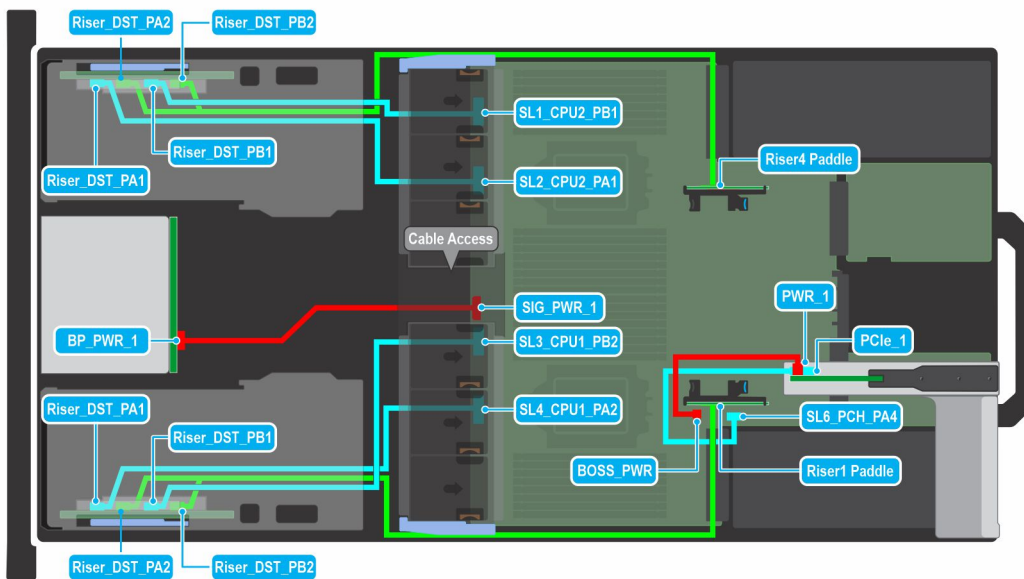 Riser_DST_PA2
Riser_DST_PB2
SL1_CPU2_PB1
Riser_DST_PB1
Riser4 Paddle
Riser_DST_PA1
SL2_CPU2_PA1
Cable Access
PWR_1
SIG_PWR_1
BP_PWR_1
SL3_CPU1_PB2
PCIe_1
Riser_DST_PA1
SL4_CPU1_PA2
SL6_PCH_PA4
Riser_DST_PB1
BOSS_PWR
Riser1 Paddle
Riser_DST_PA2
Riser_DST_PB2